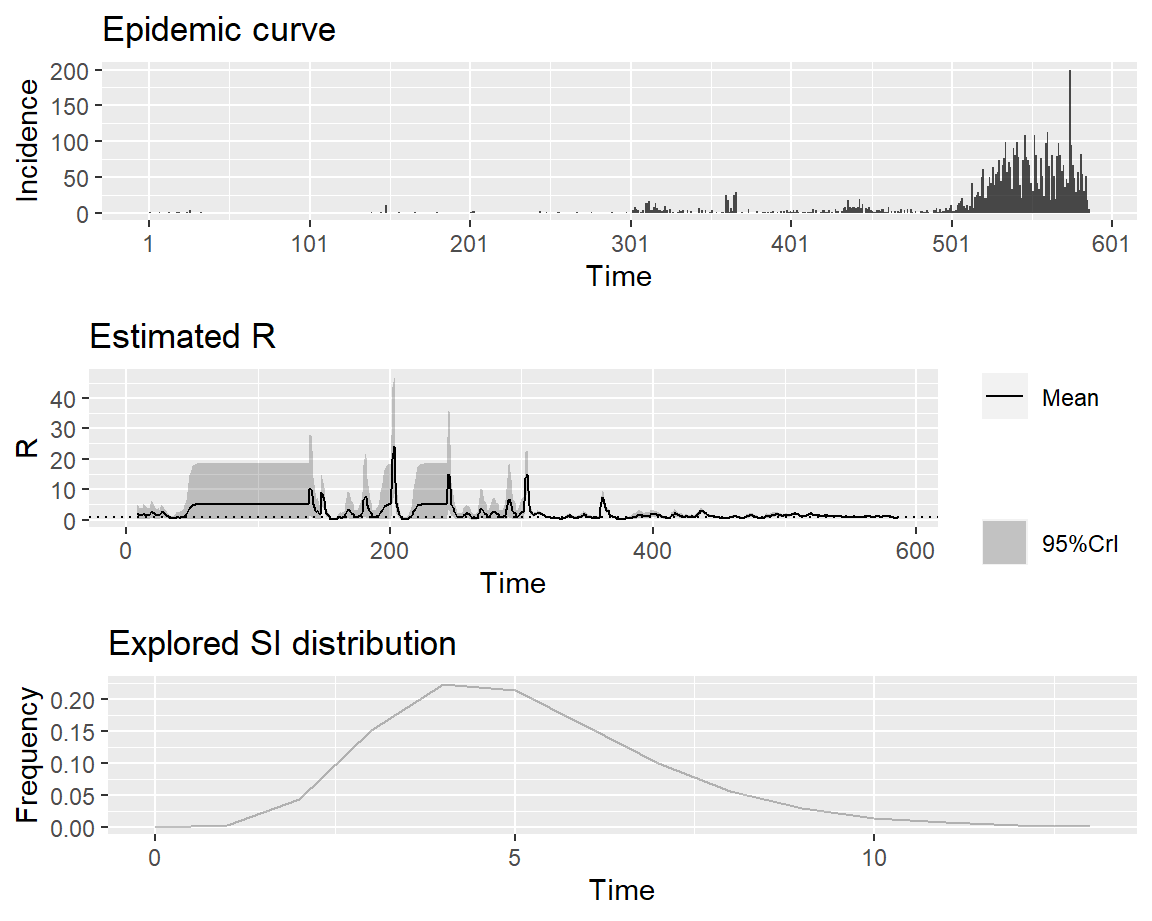 Epidemic curve
200
150
100
50
0
Incidence
1 101 201 301 401 501 601
Time
Estimated R
40
30
20
10
0
R
0 200 400 600
Time
Mean
95%CrI
Explored SI distribution
0.20
0.15
0.10
0.05
0.00
Frequency
0 5 10
Time